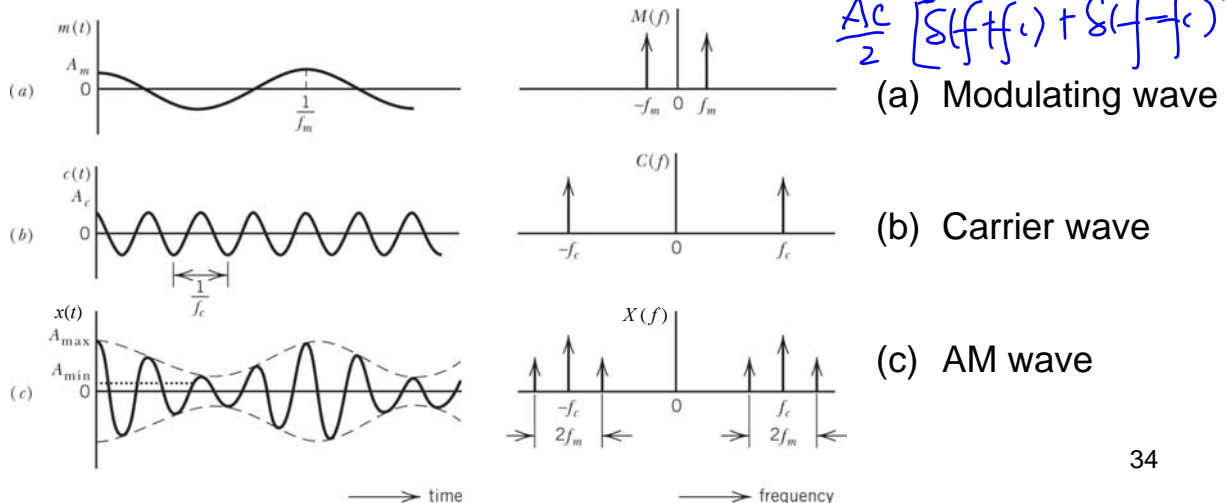 Ac/2 [δ(f+fc) + δ(f-fc)
m(t)
A_m
0
(a)
1/f_m
M(f)
-f_m 0 f_m
(a) Modulating wave
c(t)
A_c
0
(b)
1/f_c
C(f)
-f_c 0 f_c
(b) Carrier wave
x(t)
A_max
A_min
0
(c)
X(f)
-f_c 0 f_c
2f_m 2f_m
(c) AM wave
34
time
frequency